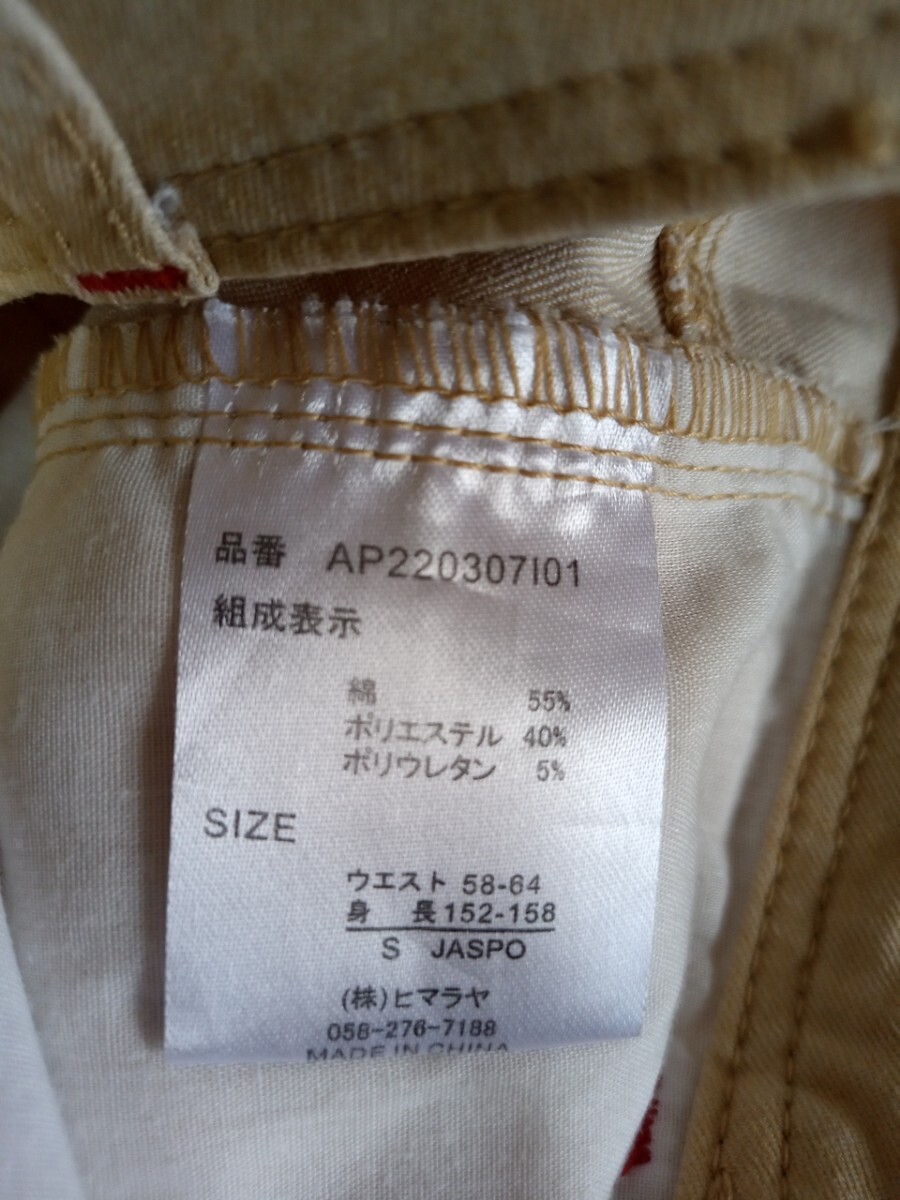 品番 AP220307I01
組成表示
綿 55%
ポリエステル 40%
ポリウレタン 5%
SIZE
ウエスト 58-64
身 長 152-158
S JASPO
(株)ヒマラヤ
058-276-7188
MADE IN CHINA